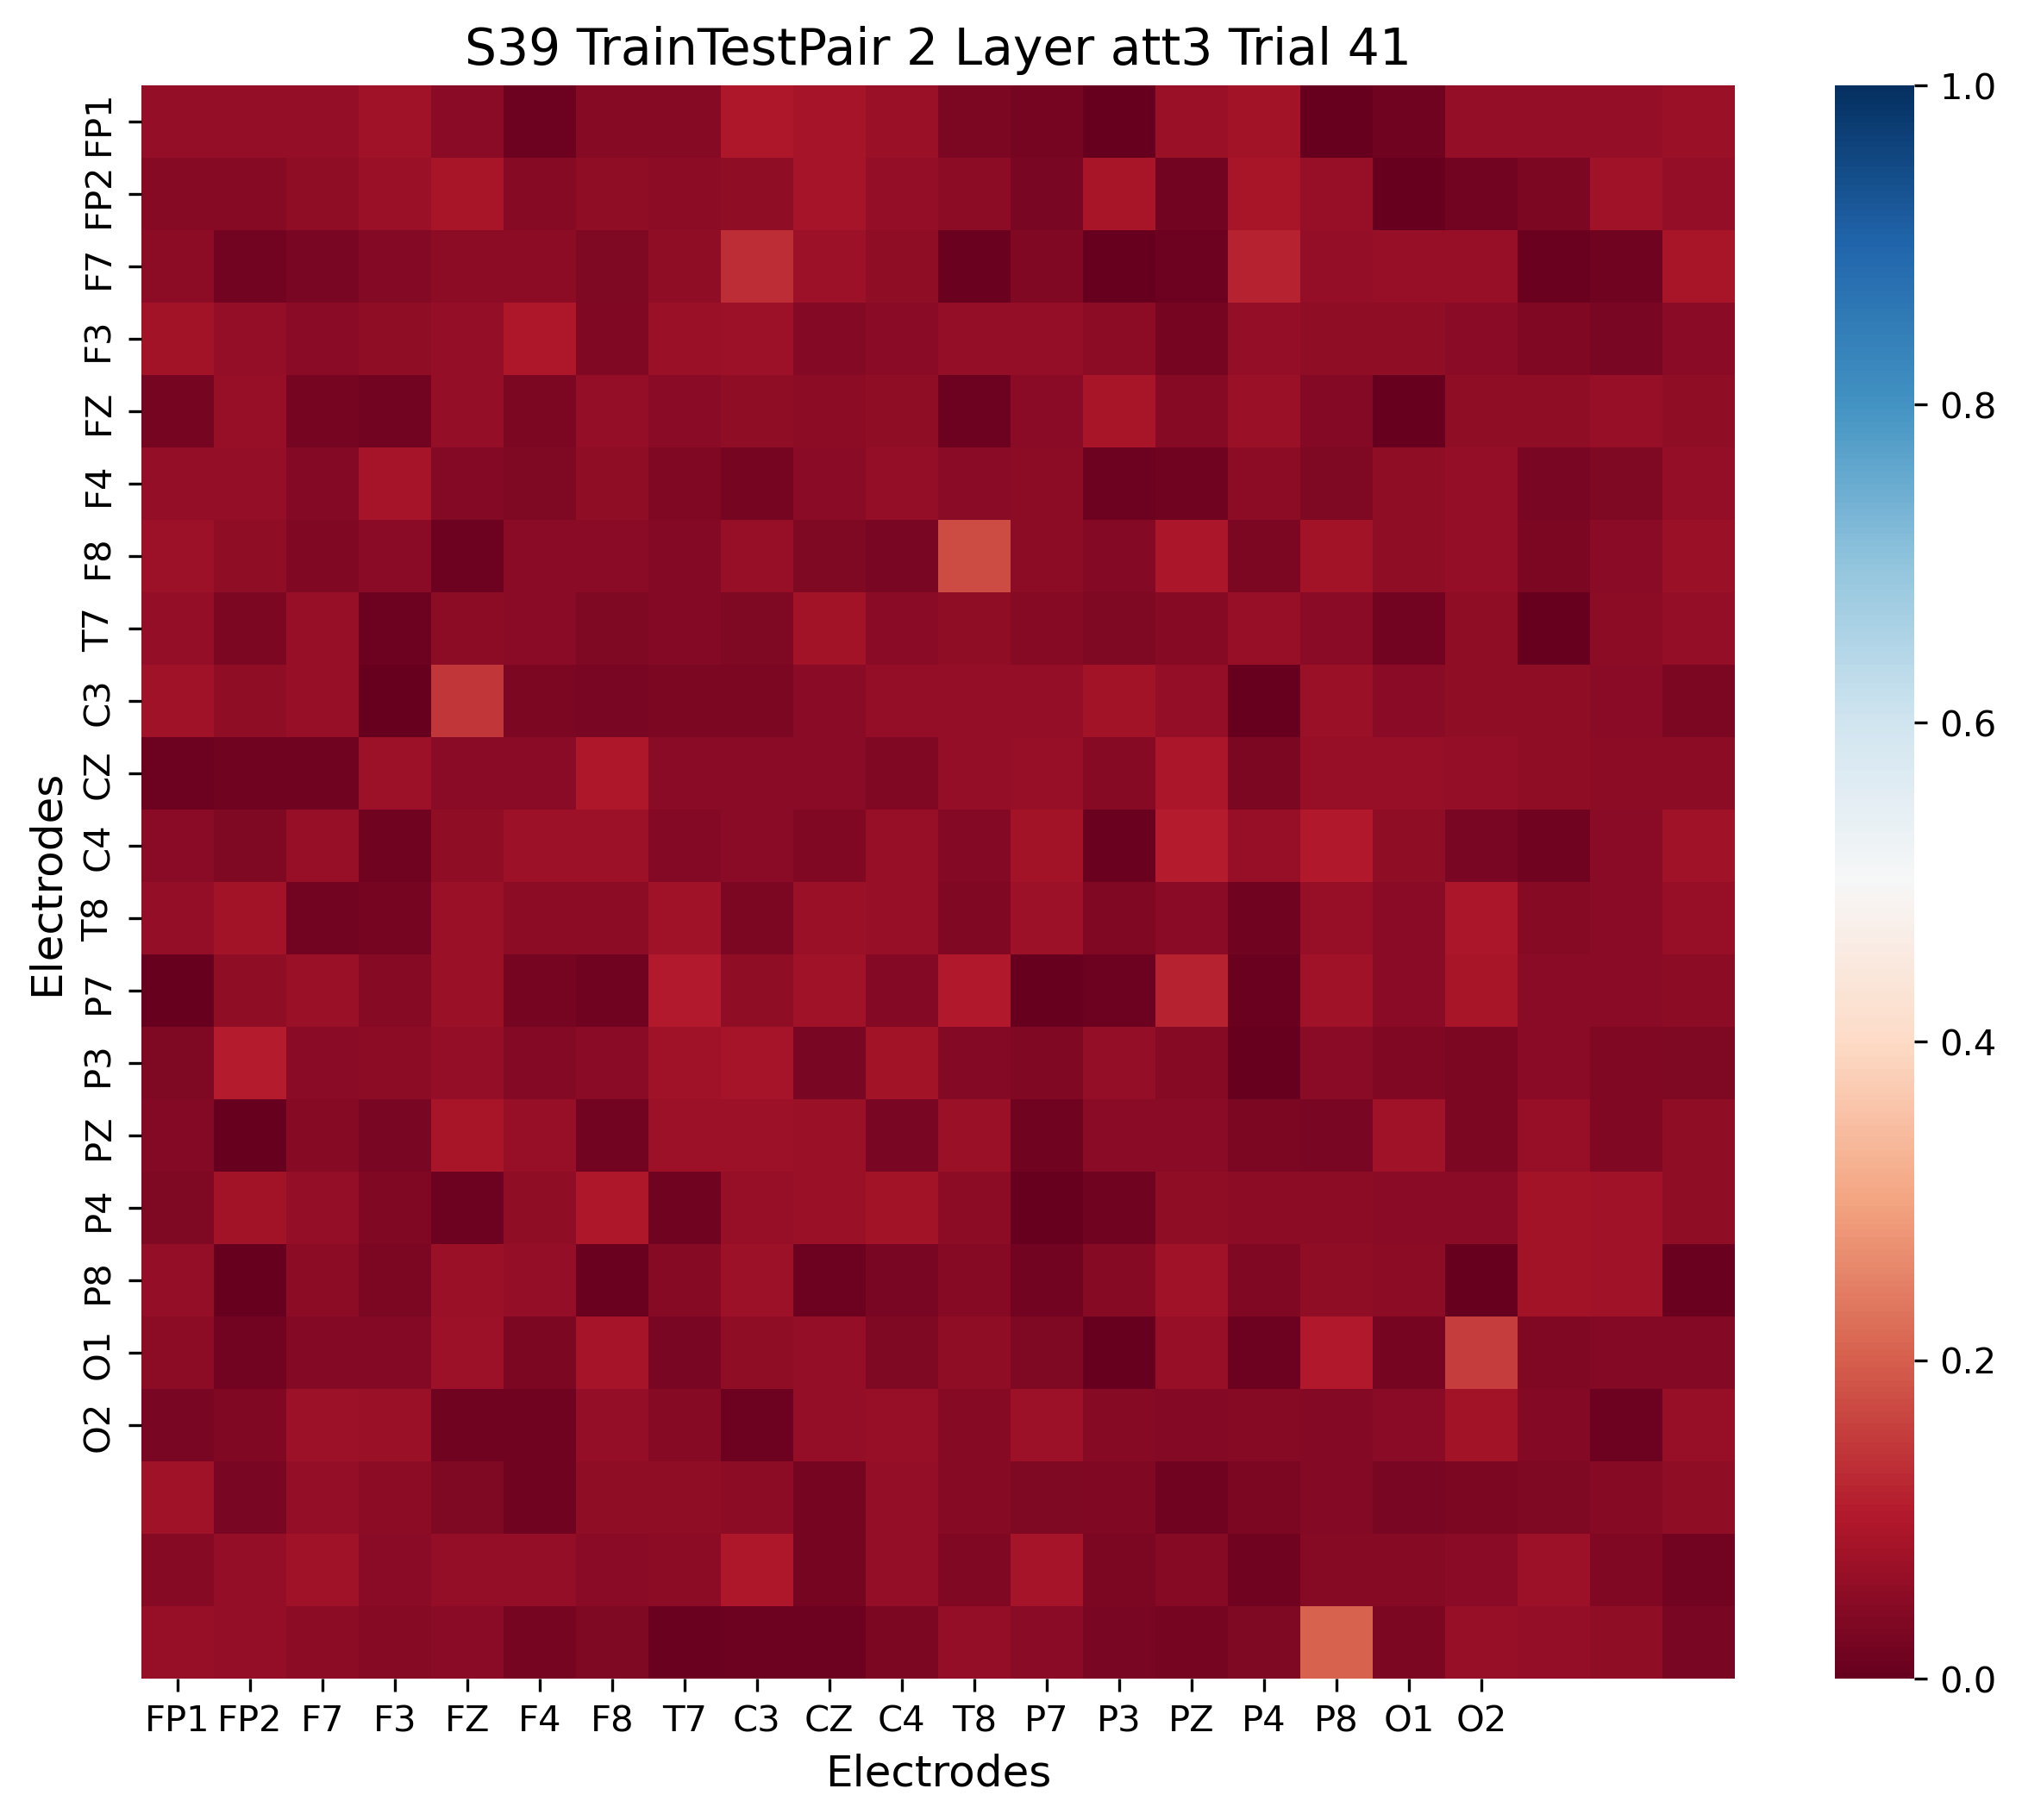 S39 TrainTestPair 2 Layer att3 Trial 41
Electrodes
FP1
FP2
F7
F3
FZ
F4
F8
T7
C3
CZ
C4
T8
P7
P3
PZ
P4
P8
O1
O2
FP1 FP2 F7 F3 FZ F4 F8 T7 C3 CZ C4 T8 P7 P3 PZ P4 P8 O1 O2
Electrodes
1.0
0.8
0.6
0.4
0.2
0.0